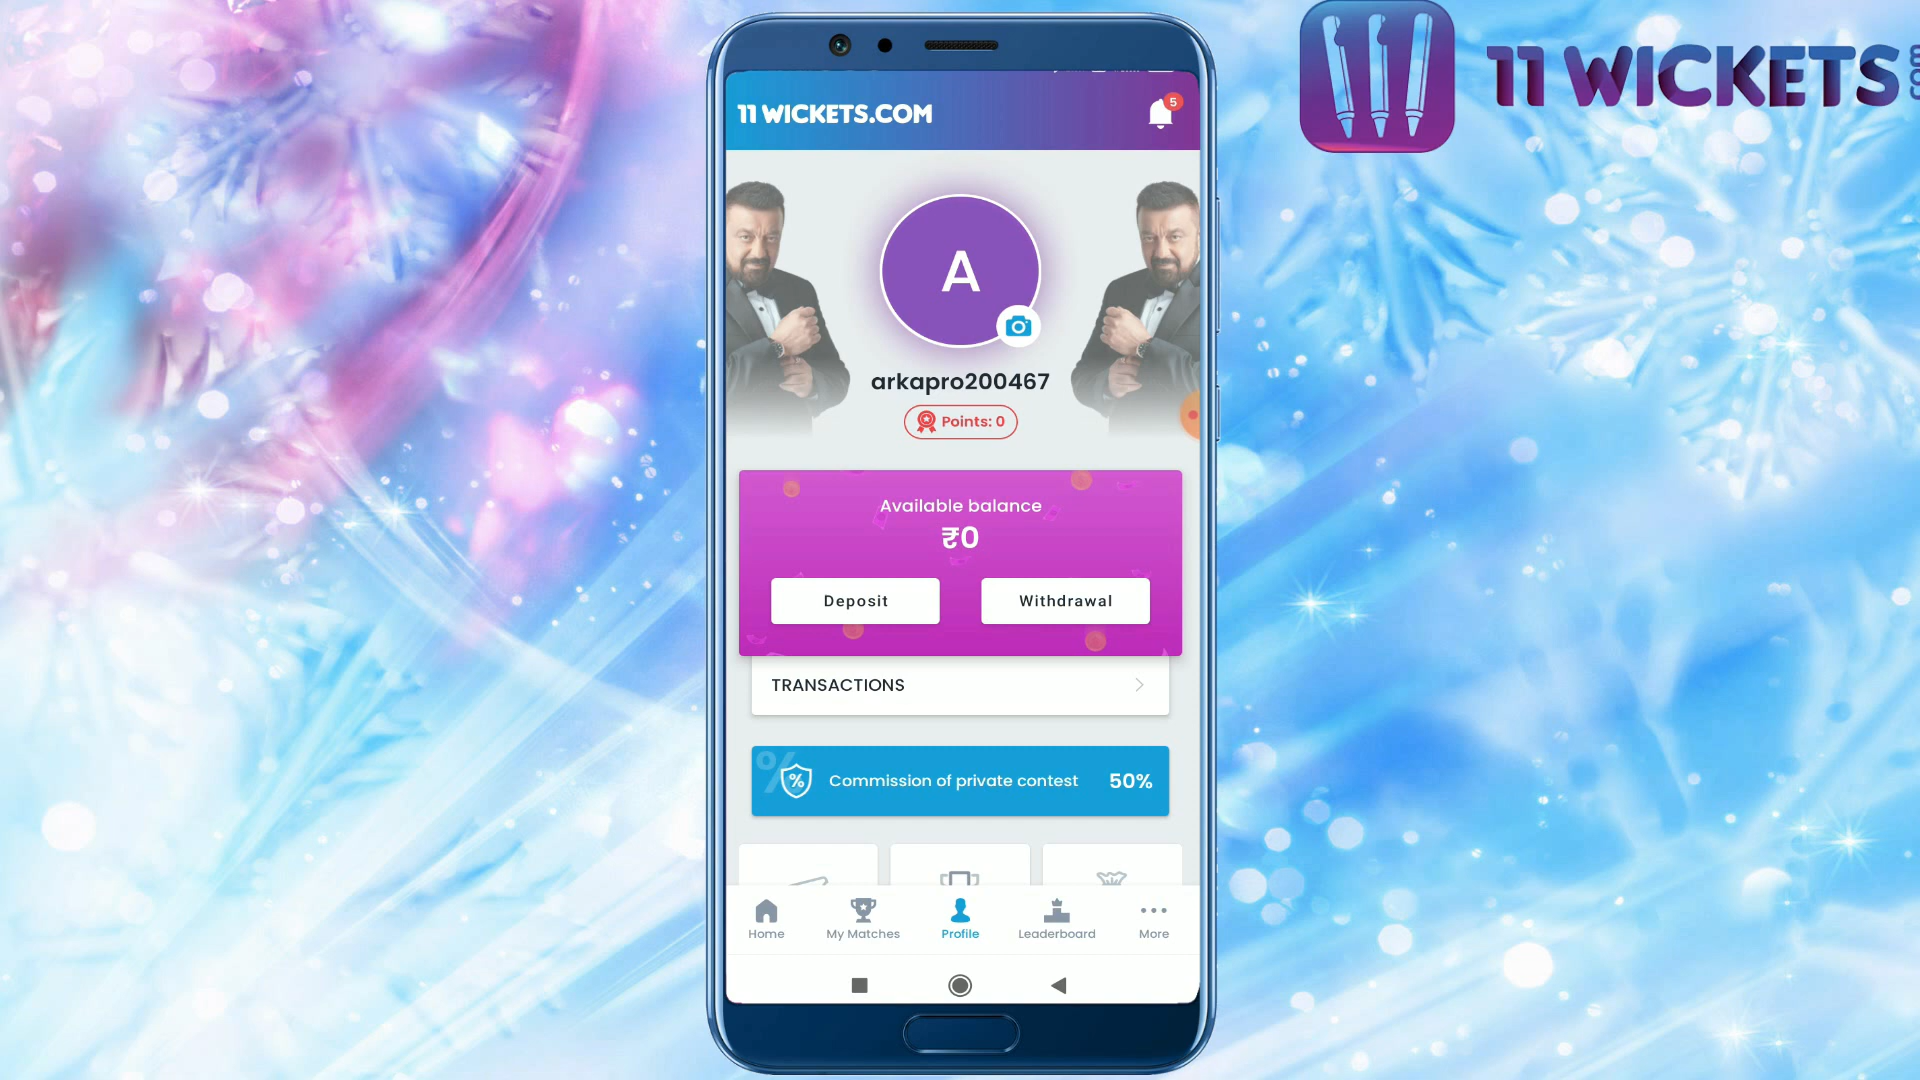 11 WICKETS.COM
5
11 WICKETS.com
A
arkapro200467
Points: 0
Available balance
₹0
Deposit
Withdrawal
TRANSACTIONS
%
% Commission of private contest 50%
Home
My Matches
Profile
Leaderboard
More